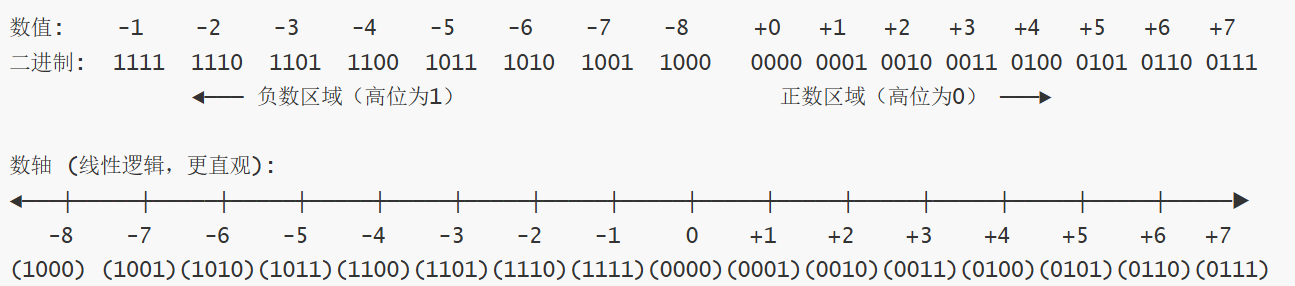 数值: -1 -2 -3 -4 -5 -6 -7 -8 +0 +1 +2 +3 +4 +5 +6 +7
二进制: 1111 1110 1101 1100 1011 1010 1001 1000 0000 0001 0010 0011 0100 0101 0110 0111
◄─── 负数区域（高位为1） 正数区域（高位为0） ───►
数轴 (线性逻辑，更直观):
-8 -7 -6 -5 -4 -3 -2 -1 0 +1 +2 +3 +4 +5 +6 +7
(1000) (1001)(1010)(1011)(1100)(1101)(1110)(1111)(0000)(0001)(0010)(0011)(0100)(0101)(0110)(0111)